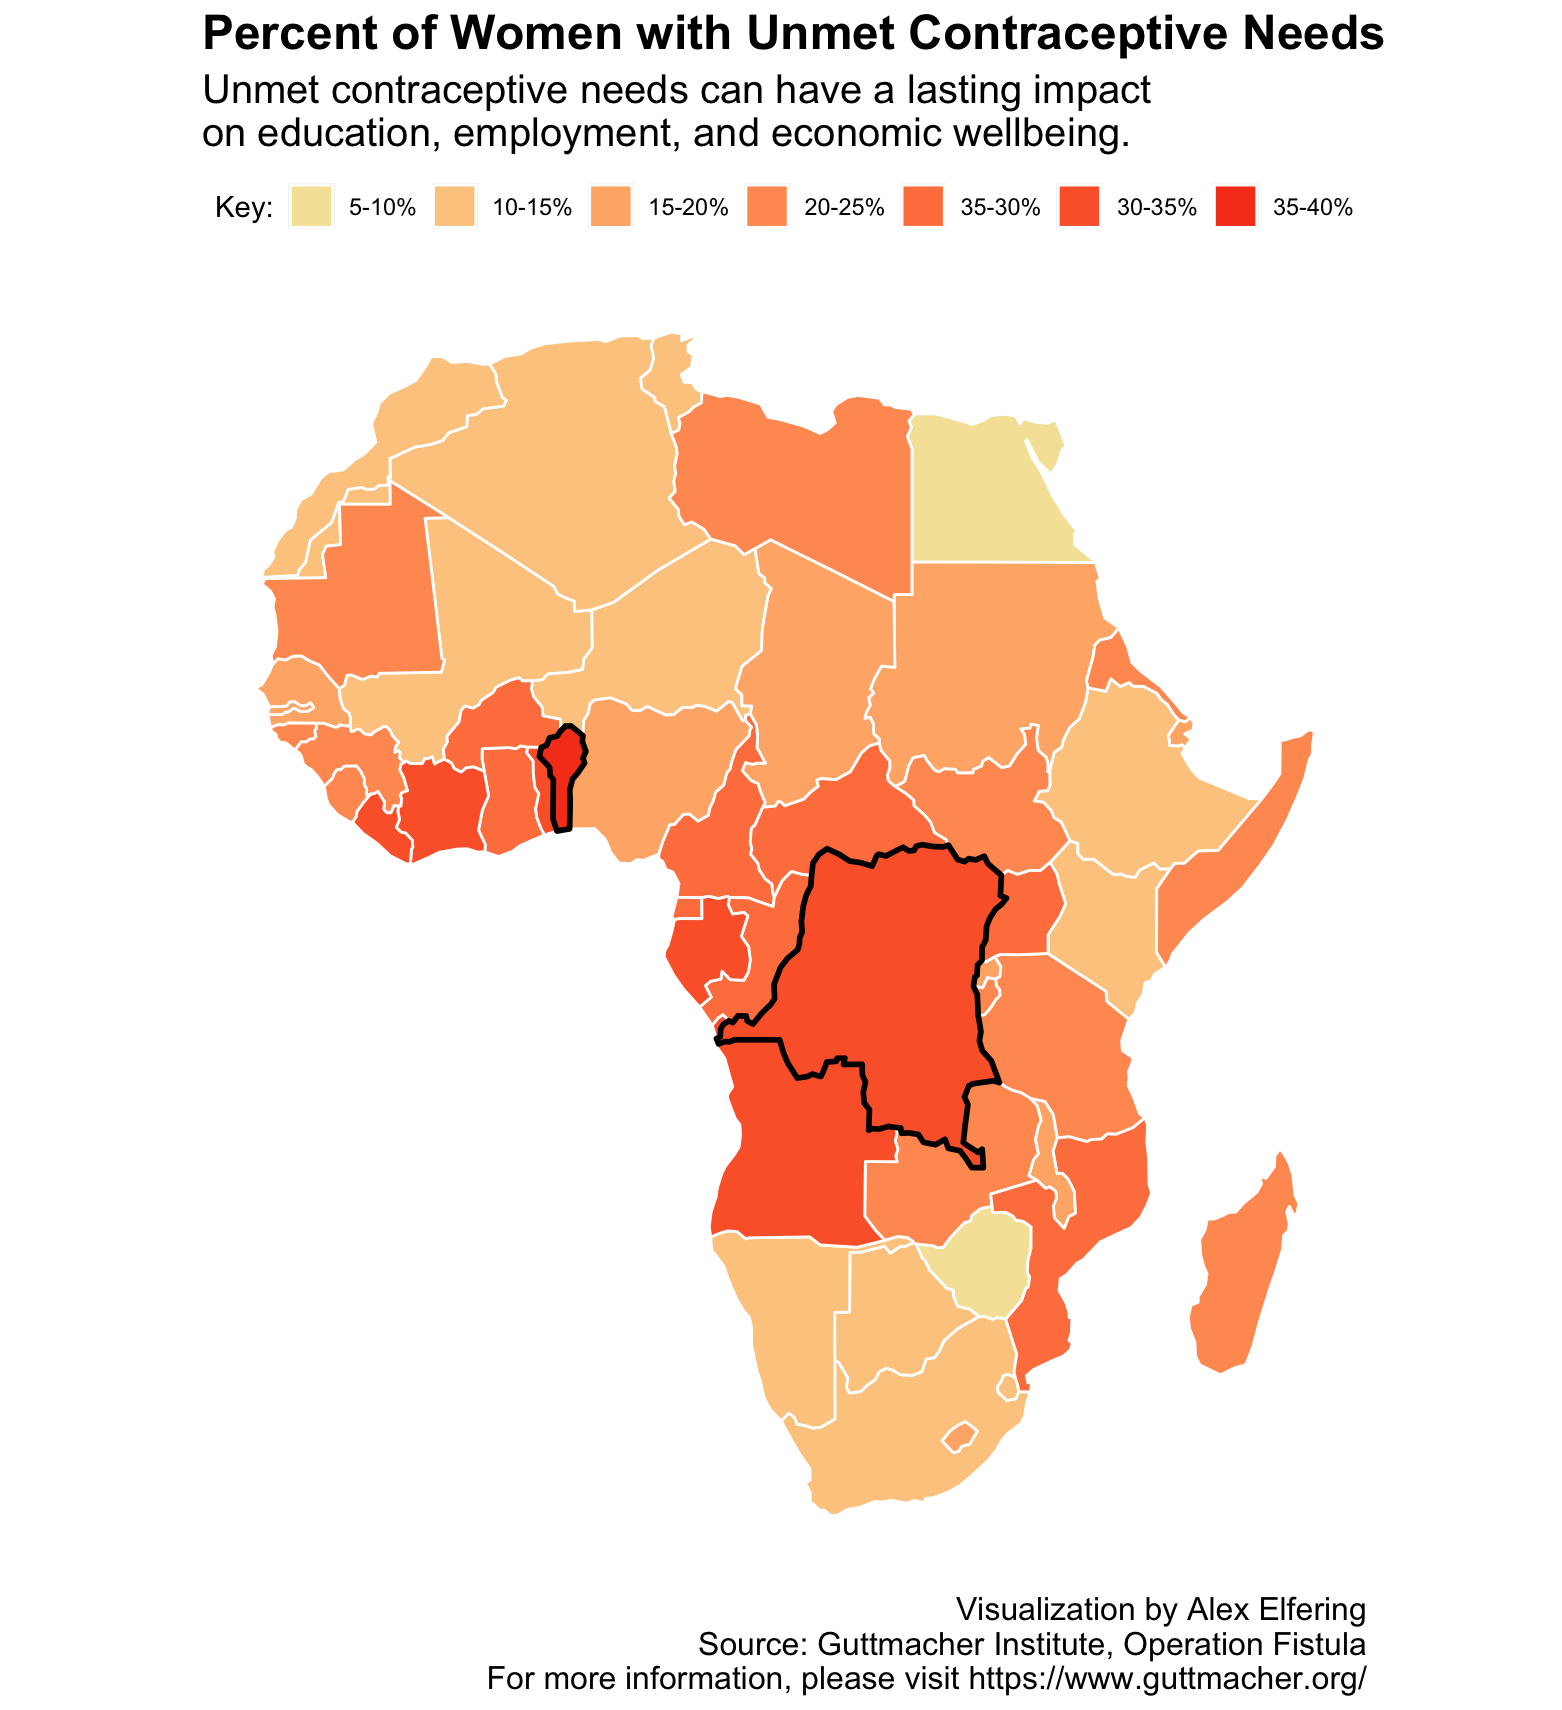 Percent of Women with Unmet Contraceptive Needs
Unmet contraceptive needs can have a lasting impact
on education, employment, and economic wellbeing.
Key: 5-10% 10-15% 15-20% 20-25% 35-30% 30-35% 35-40%
Visualization by Alex Elfering
Source: Guttmacher Institute, Operation Fistula
For more information, please visit https://www.guttmacher.org/